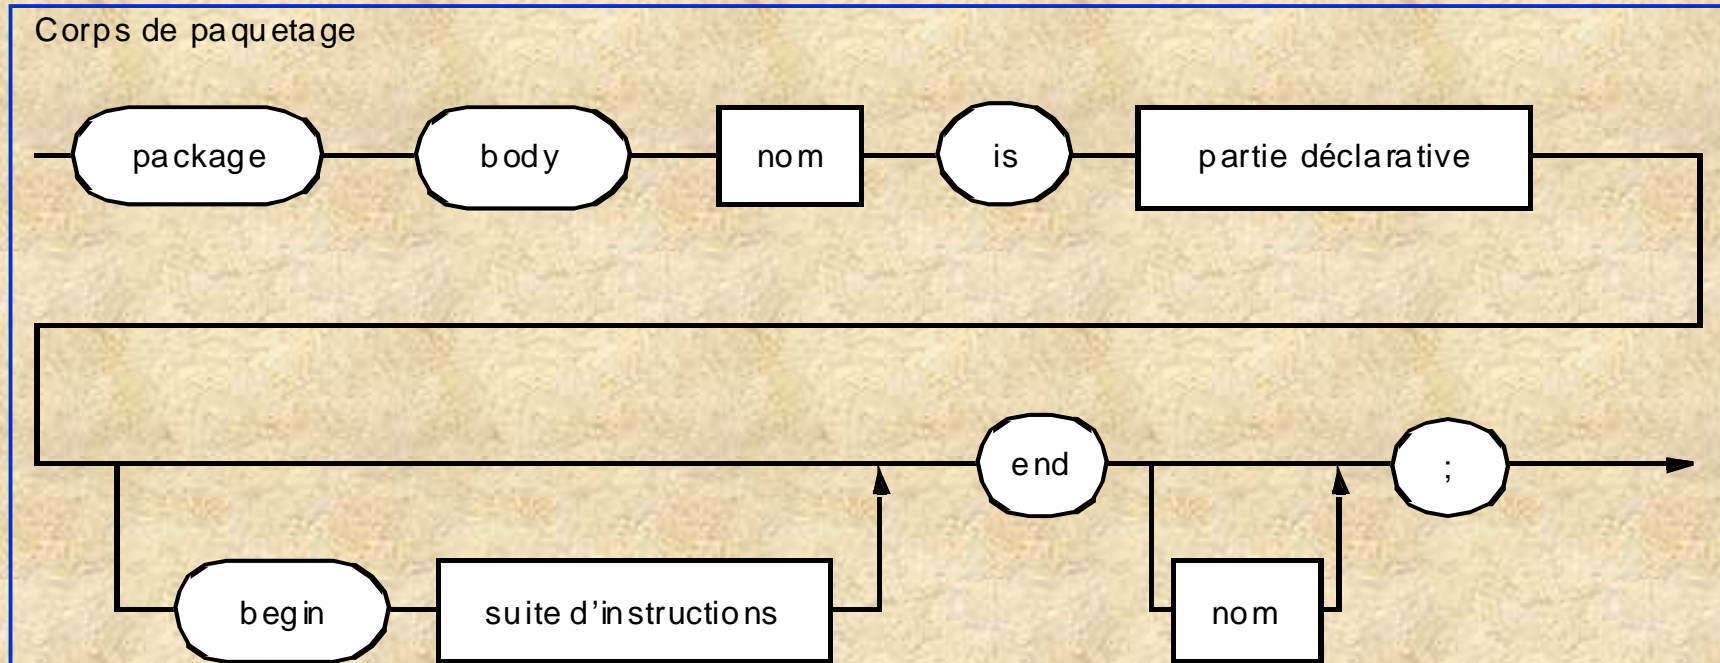 Corps de paquetage
package body nom is partie déclarative
end ;
begin suite d’instructions nom